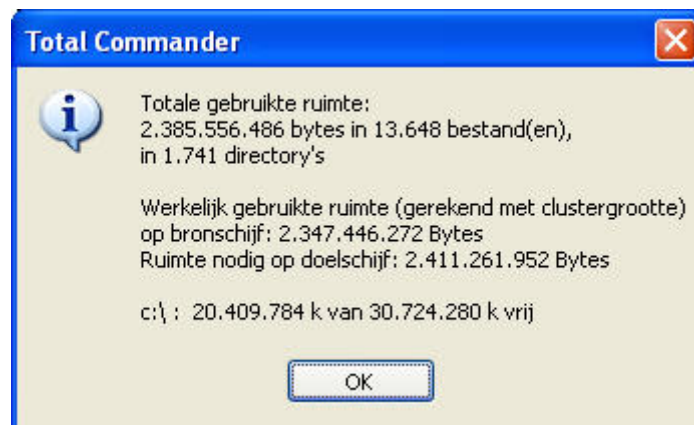 Total Commander
Totale gebruikte ruimte:
2.385.556.486 bytes in 13.648 bestand(en),
in 1.741 directory's
Werkelijk gebruikte ruimte (gerekend met clustergrootte)
op bronschijf: 2.347.446.272 Bytes
Ruimte nodig op doelschijf: 2.411.261.952 Bytes
c:\ : 20.409.784 k van 30.724.280 k vrij
OK